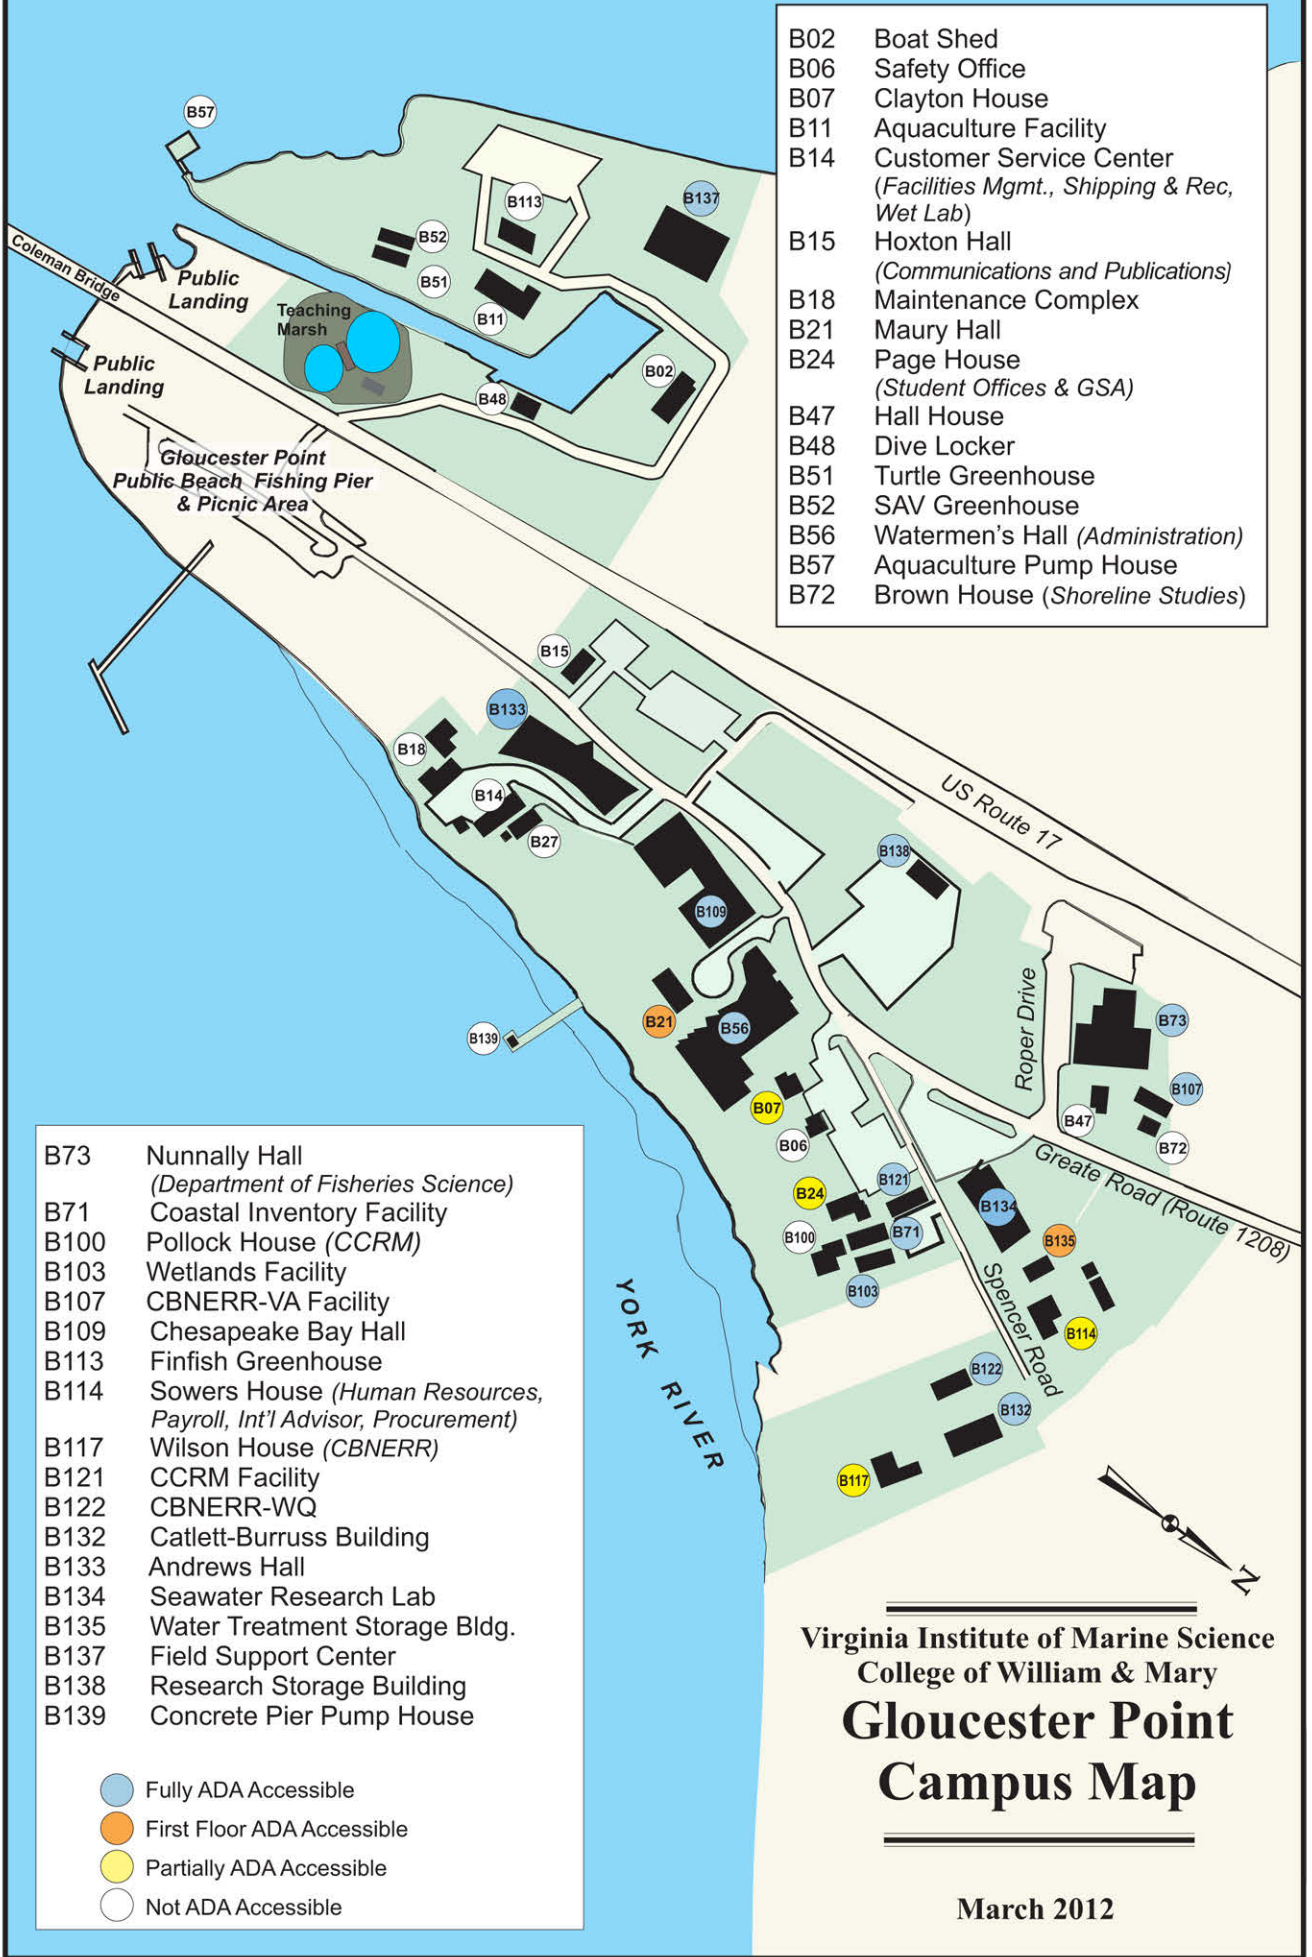 B02 Boat Shed
B06 Safety Office
B07 Clayton House
B11 Aquaculture Facility
B14 Customer Service Center
(Facilities Mgmt., Shipping & Rec,
Wet Lab)
B15 Hoxton Hall
(Communications and Publications)
B18 Maintenance Complex
B21 Maury Hall
B24 Page House
(Student Offices & GSA)
B47 Hall House
B48 Dive Locker
B51 Turtle Greenhouse
B52 SAV Greenhouse
B56 Watermen's Hall (Administration)
B57 Aquaculture Pump House
B72 Brown House (Shoreline Studies)
B57
B113
B137
B52
B51
B11
Coleman Bridge
Public
Landing
Teaching
Marsh
Public
Landing
B02
B48
Gloucester Point
Public Beach Fishing Pier
& Picnic Area
B15
B133
B18
B14
B27
US Route 17
B138
B109
Roper Drive
B21
B56
B139
B73
B107
B07
B47
B06
B72
Greate Road (Route 1208)
B121
B24
B134
B100
B71
B135
B103
Spencer Road
B114
B122
B132
B117
YORK RIVER
B73 Nunnally Hall
(Department of Fisheries Science)
B71 Coastal Inventory Facility
B100 Pollock House (CCRM)
B103 Wetlands Facility
B107 CBNERR-VA Facility
B109 Chesapeake Bay Hall
B113 Finfish Greenhouse
B114 Sowers House (Human Resources,
Payroll, Int'l Advisor, Procurement)
B117 Wilson House (CBNERR)
B121 CCRM Facility
B122 CBNERR-WQ
B132 Catlett-Burruss Building
B133 Andrews Hall
B134 Seawater Research Lab
B135 Water Treatment Storage Bldg.
B137 Field Support Center
B138 Research Storage Building
B139 Concrete Pier Pump House
Fully ADA Accessible
First Floor ADA Accessible
Partially ADA Accessible
Not ADA Accessible
N
Virginia Institute of Marine Science
College of William & Mary
Gloucester Point
Campus Map
March 2012